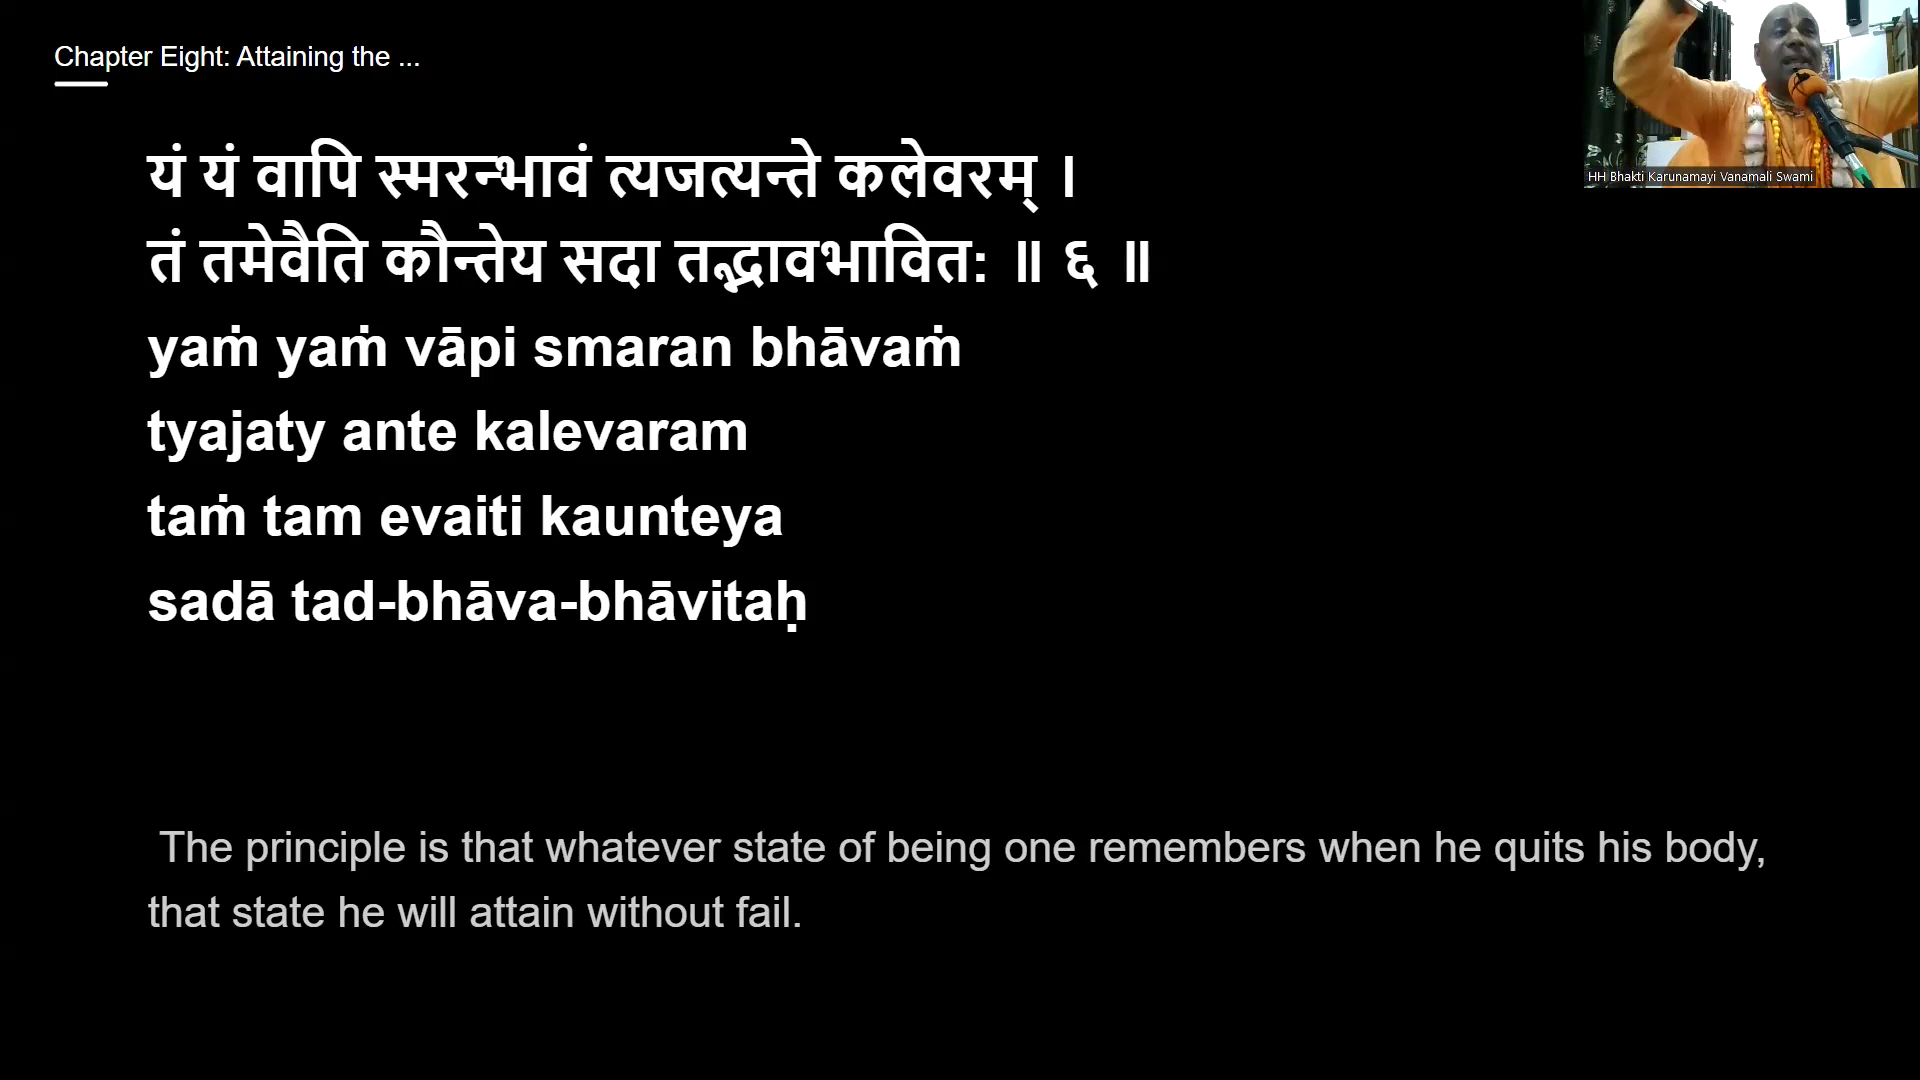 Chapter Eight: Attaining the ...
HH Bhakti Karunamayi Vanamali Swami
यं यं वापि स्मरन्भावं त्यजत्यन्ते कलेवरम् ।
तं तमेवैति कौन्तेय सदा तद्भावभावित: ॥ ६ ॥
yaṁ yaṁ vāpi smaran bhāvaṁ
tyajaty ante kalevaram
taṁ tam evaiti kaunteya
sadā tad-bhāva-bhāvitaḥ
The principle is that whatever state of being one remembers when he quits his body,
that state he will attain without fail.